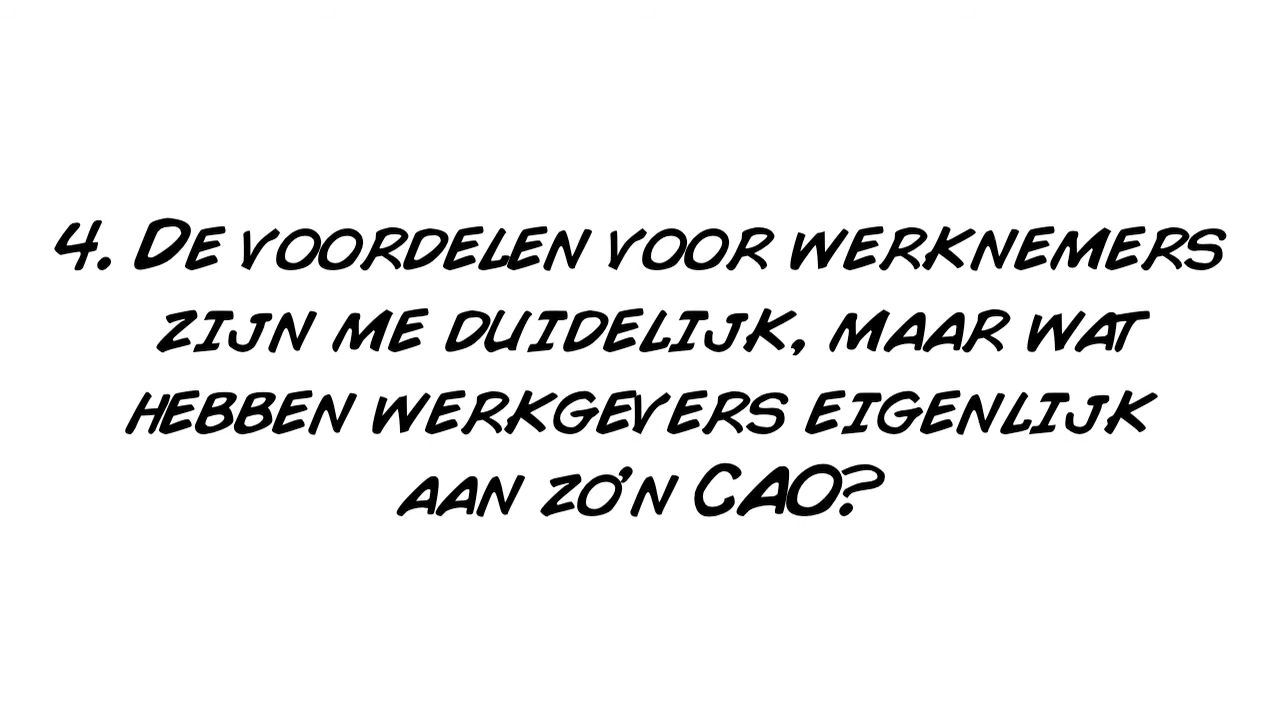 4. De voordelen voor werknemers
zijn me duidelijk, maar wat
hebben werkgevers eigenlijk
aan zo'n CAO?